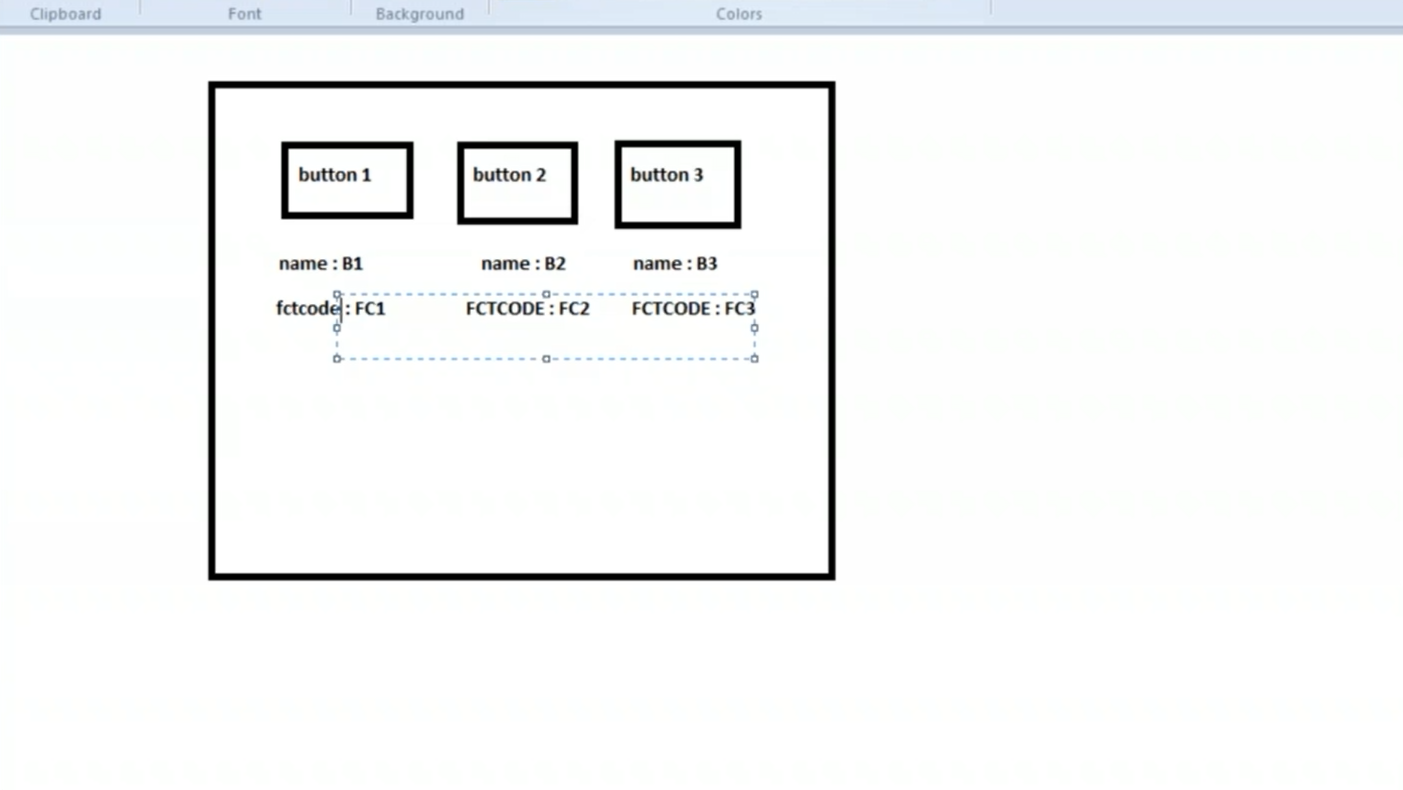 Clipboard Font Background Colors
button 1 button 2 button 3
name : B1 name : B2 name : B3
fctcode : FC1 FCTCODE : FC2 FCTCODE : FC3